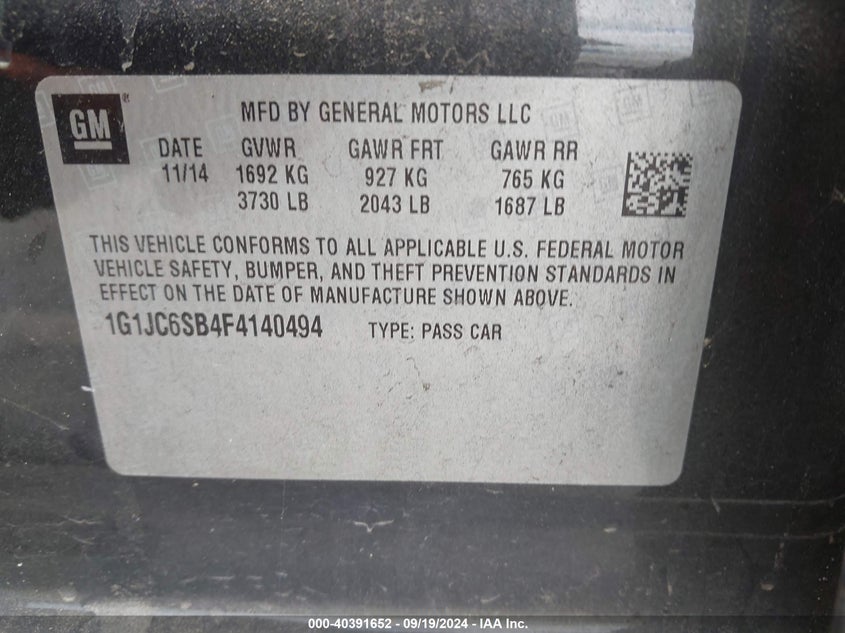 GM
MFD BY GENERAL MOTORS LLC
DATE GVWR GAWR FRT GAWR RR
11/14 1692 KG 927 KG 765 KG
3730 LB 2043 LB 1687 LB
THIS VEHICLE CONFORMS TO ALL APPLICABLE U.S. FEDERAL MOTOR
VEHICLE SAFETY, BUMPER, AND THEFT PREVENTION STANDARDS IN
EFFECT ON THE DATE OF MANUFACTURE SHOWN ABOVE.
1G1JC6SB4F4140494 TYPE: PASS CAR
000-40391652 - 09/19/2024 - IAA Inc.